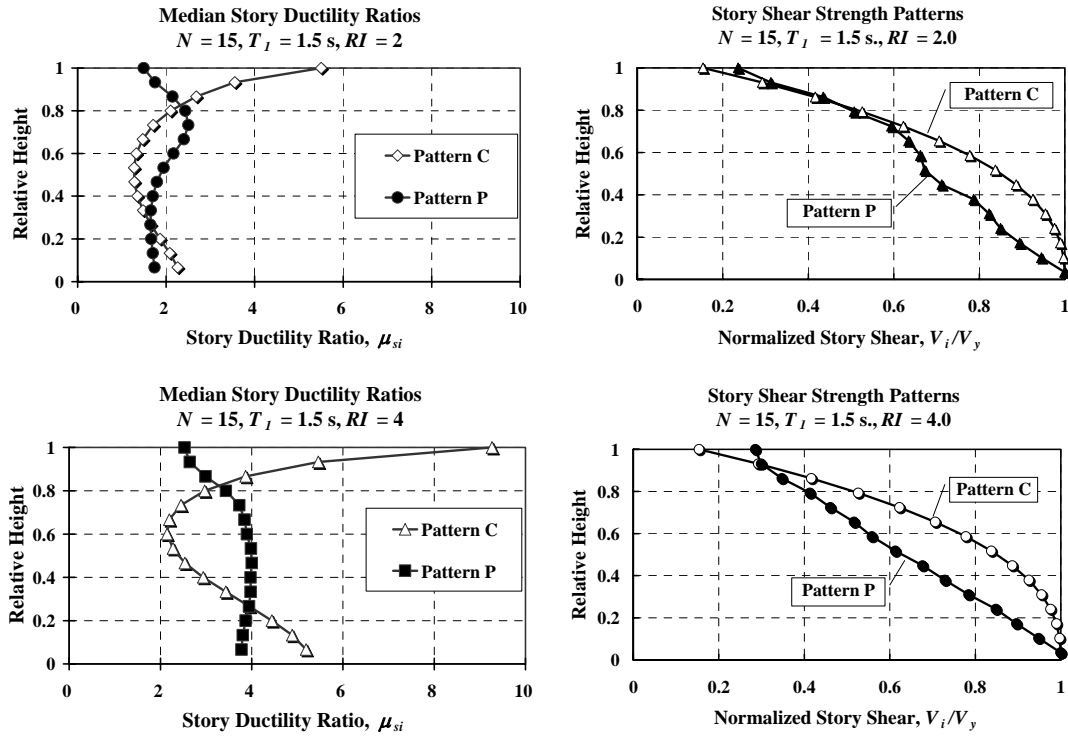 Median Story Ductility Ratios
N = 15, T₁ = 1.5 s, RI = 2
1
0.8
0.6
0.4
0.2
0
0 2 4 6 8 10
Relative Height
Story Ductility Ratio, μsi
Pattern C
Pattern P
Story Shear Strength Patterns
N = 15, T₁ = 1.5 s., RI = 2.0
1
0.8
0.6
0.4
0.2
0
0 0.2 0.4 0.6 0.8 1
Relative Height
Normalized Story Shear, Vi/Vy
Pattern C
Pattern P
Median Story Ductility Ratios
N = 15, T₁ = 1.5 s, RI = 4
1
0.8
0.6
0.4
0.2
0
0 2 4 6 8 10
Relative Height
Story Ductility Ratio, μsi
Pattern C
Pattern P
Story Shear Strength Patterns
N = 15, T₁ = 1.5 s., RI = 4.0
1
0.8
0.6
0.4
0.2
0
0 0.2 0.4 0.6 0.8 1
Relative Height
Normalized Story Shear, Vi/Vy
Pattern C
Pattern P